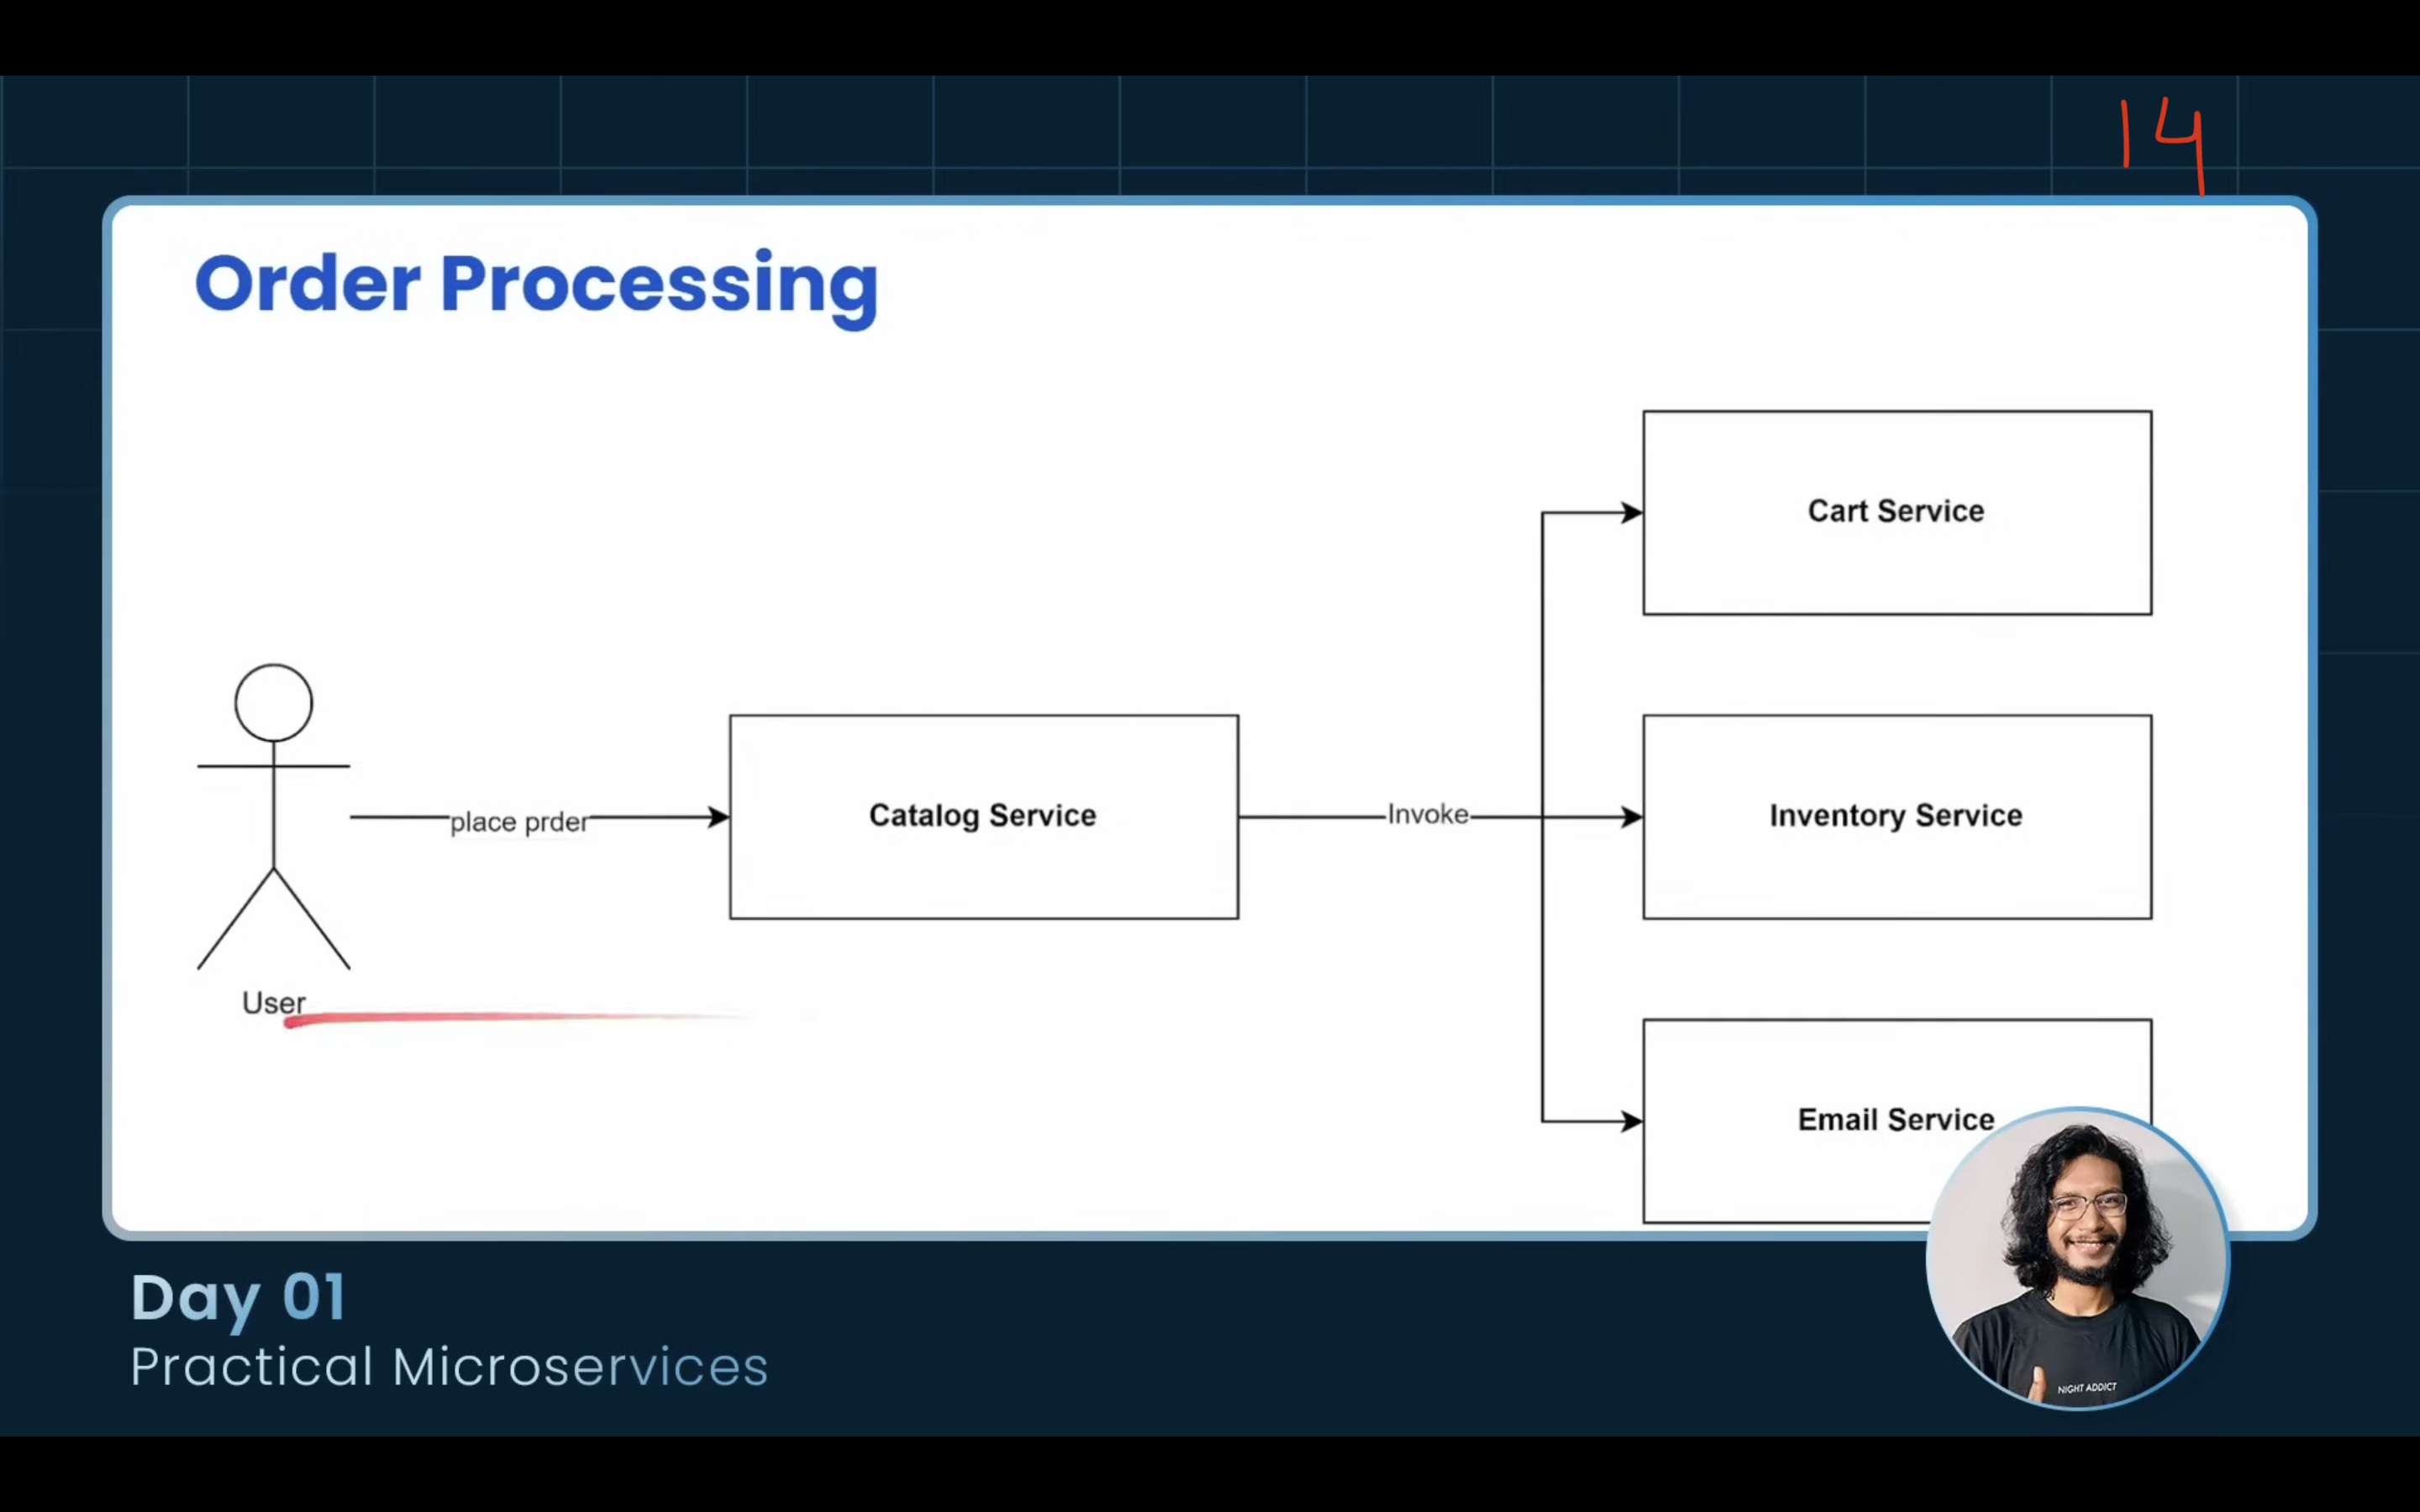 14
Order Processing
Cart Service
place prder
Catalog Service
Invoke
Inventory Service
User
Email Service
Day 01
Practical Microservices
NIGHT ADDICT